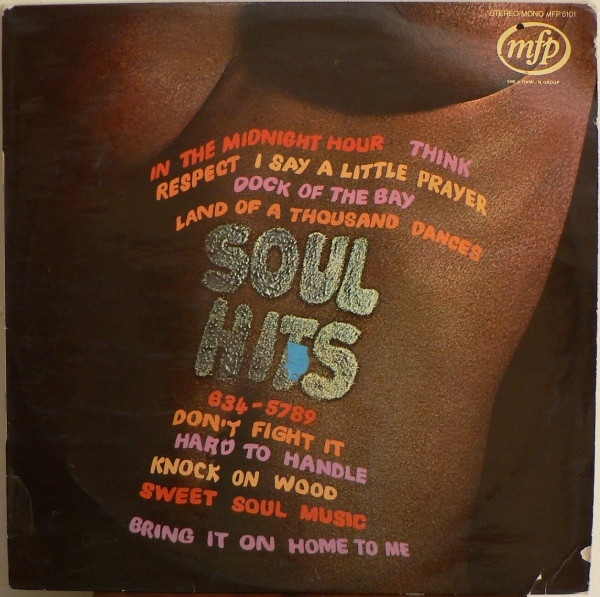 STEREO/MONO MFP 5101
mfp
IN THE MIDNIGHT HOUR THINK
RESPECT I SAY A LITTLE PRAYER
DOCK OF THE BAY
LAND OF A THOUSAND DANCES
SOUL
HITS
634-5789
DON'T FIGHT IT
HARD TO HANDLE
KNOCK ON WOOD
SWEET SOUL MUSIC
BRING IT ON HOME TO ME